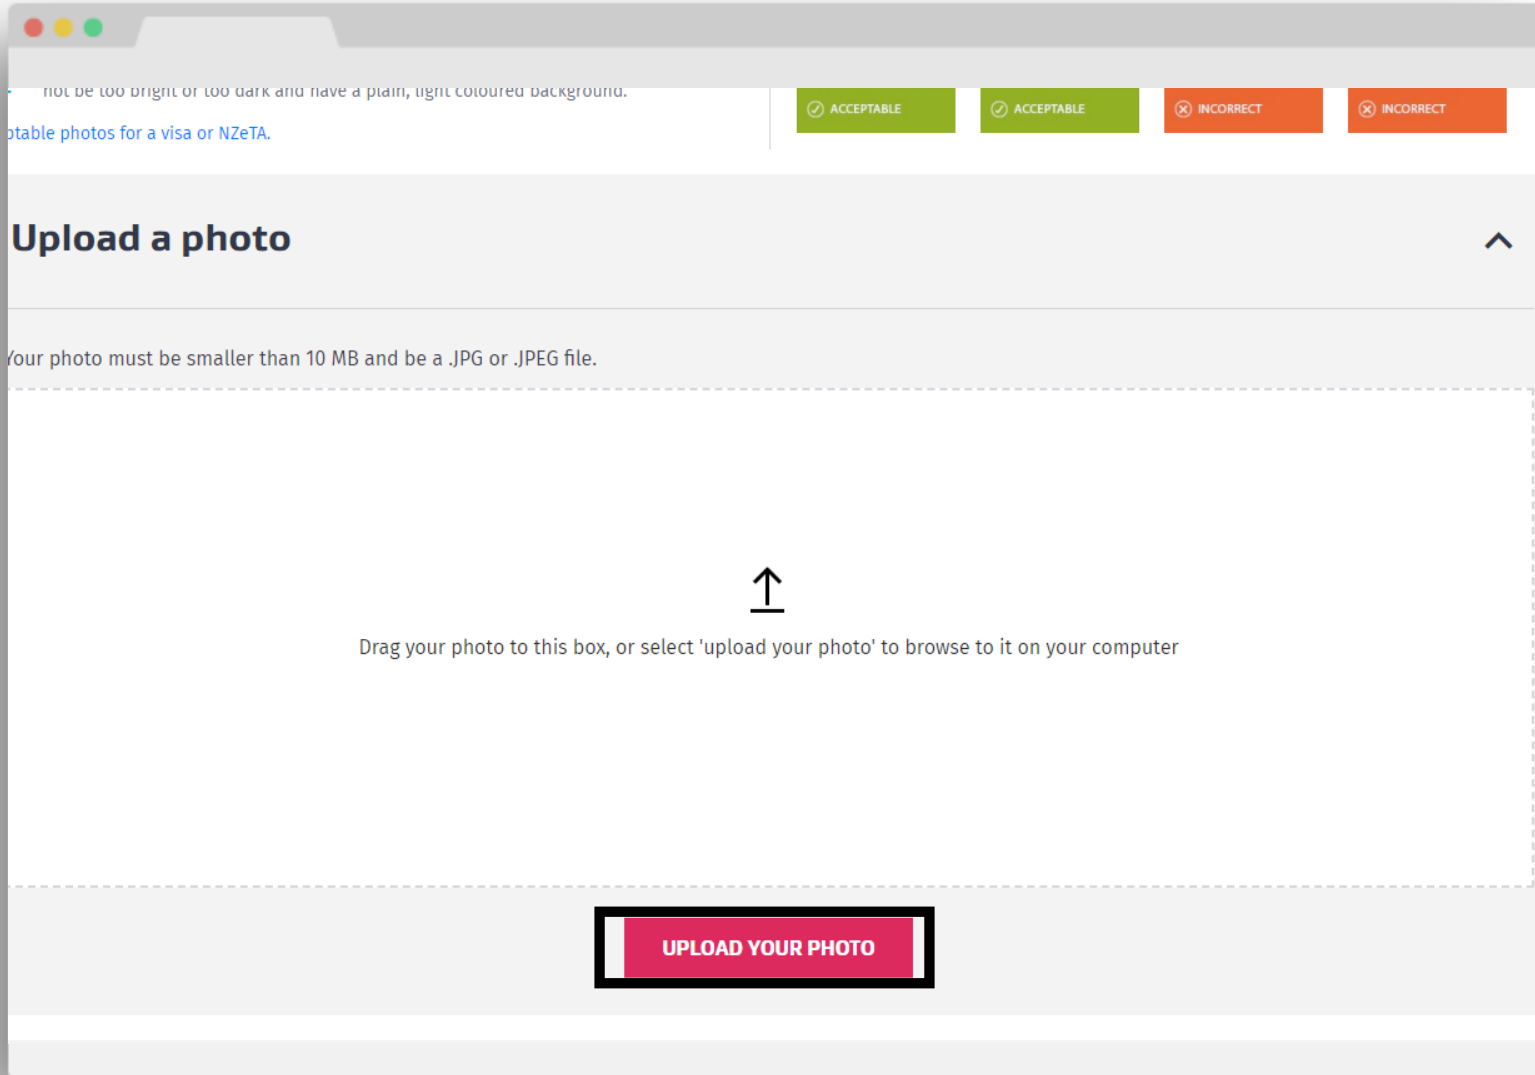 not be too bright or too dark and have a plain, light coloured background.
ptable photos for a visa or NZeTA.
ACCEPTABLE
ACCEPTABLE
INCORRECT
INCORRECT
Upload a photo
Your photo must be smaller than 10 MB and be a .JPG or .JPEG file.
Drag your photo to this box, or select 'upload your photo' to browse to it on your computer
UPLOAD YOUR PHOTO